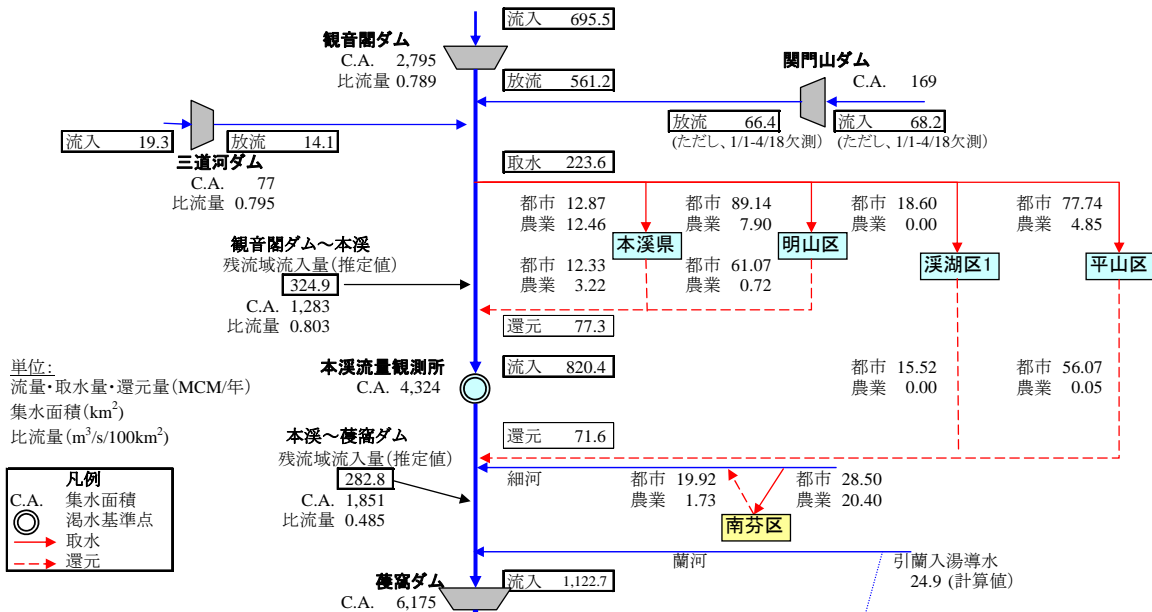 流入 695.5
観音閣ダム
C.A. 2,795
比流量 0.789
放流 561.2
関門山ダム
C.A. 169
流入 19.3
放流 14.1
三道河ダム
C.A. 77
比流量 0.795
放流 66.4
(ただし、1/1-4/18欠測)
流入 68.2
(ただし、1/1-4/18欠測)
取水 223.6
都市 12.87
農業 12.46
本渓県
都市 12.33
農業 3.22
都市 89.14
農業 7.90
明山区
都市 61.07
農業 0.72
都市 18.60
農業 0.00
渓湖区1
都市 15.52
農業 0.00
都市 77.74
農業 4.85
平山区
都市 56.07
農業 0.05
観音閣ダム～本渓
残流域流入量(推定値)
324.9
C.A. 1,283
比流量 0.803
還元 77.3
本渓流量観測所
C.A. 4,324
流入 820.4
単位:
流量・取水量・還元量(MCM/年)
集水面積(km2)
比流量(m3/s/100km2)
還元 71.6
本渓～葠窩ダム
残流域流入量(推定値)
282.8
C.A. 1,851
比流量 0.485
細河
都市 19.92
農業 1.73
都市 28.50
農業 20.40
南芬区
凡例
C.A. 集水面積
渇水基準点
取水
還元
蘭河
引蘭入湯導水
24.9 (計算値)
葠窩ダム
C.A. 6,175
流入 1,122.7